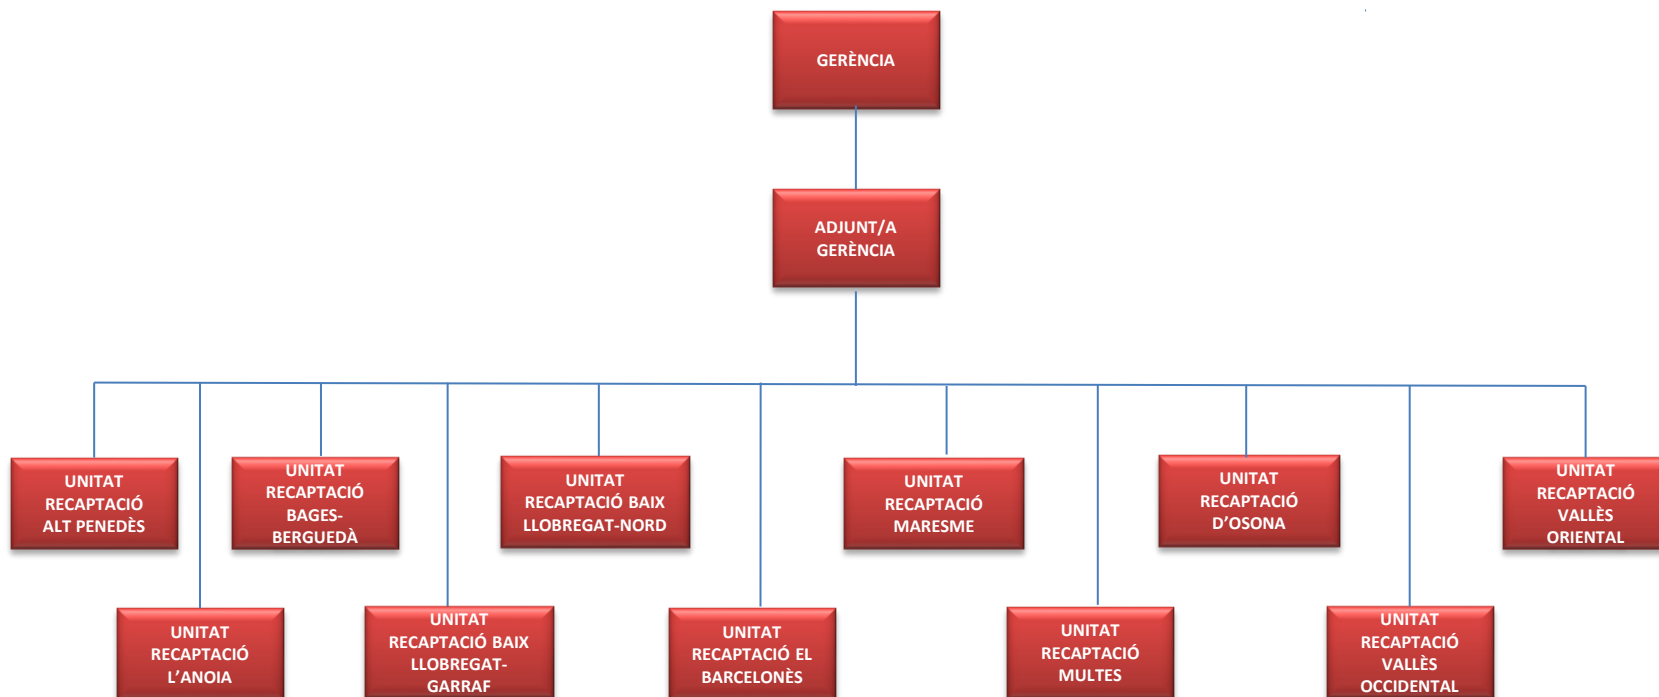 GERÈNCIA
ADJUNT/A
GERÈNCIA
UNITAT
RECAPTACIÓ
ALT PENEDÈS
UNITAT
RECAPTACIÓ
BAGES-
BERGUEDÀ
UNITAT
RECAPTACIÓ BAIX
LLOBREGAT-NORD
UNITAT
RECAPTACIÓ
MARESME
UNITAT
RECAPTACIÓ
D’OSONA
UNITAT
RECAPTACIÓ
VALLÈS
ORIENTAL
UNITAT
RECAPTACIÓ
L’ANOIA
UNITAT
RECAPTACIÓ BAIX
LLOBREGAT-
GARRAF
UNITAT
RECAPTACIÓ EL
BARCELONÈS
UNITAT
RECAPTACIÓ
MULTES
UNITAT
RECAPTACIÓ
VALLÈS
OCCIDENTAL